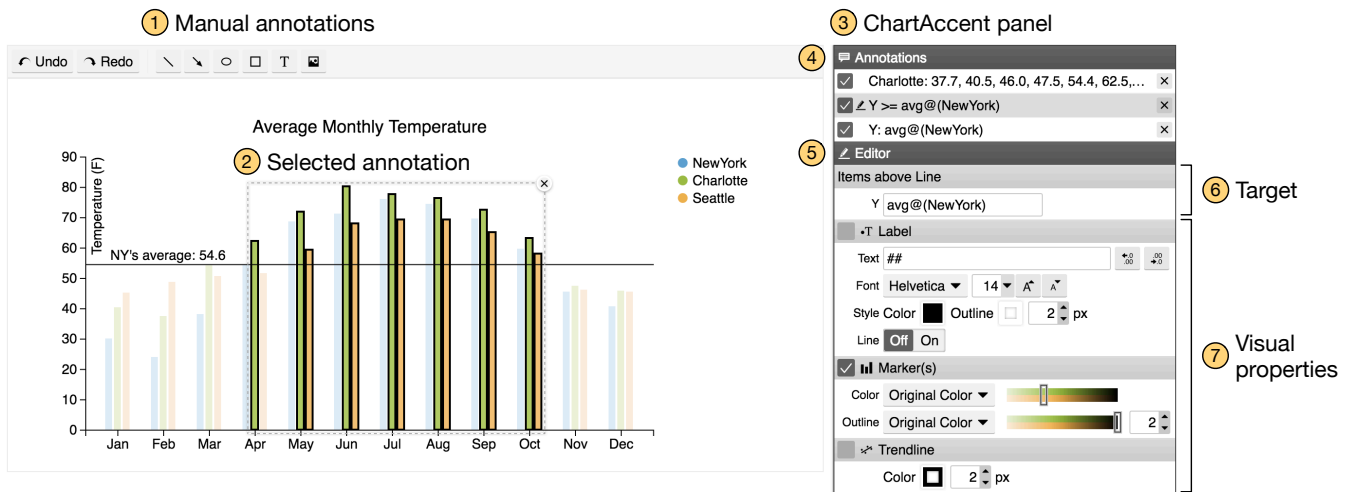 1 Manual annotations
3 ChartAccent panel
Undo Redo T
4 Annotations
Charlotte: 37.7, 40.5, 46.0, 47.5, 54.4, 62.5,...
Y >= avg@(NewYork)
Y: avg@(NewYork)
5 Editor
Items above Line
Y avg@(NewYork)
6 Target
•T Label
Text ## .0 .00 .00 .0
Font Helvetica 14 A A
Style Color Outline 2 px
Line Off On
Marker(s)
Color Original Color
Outline Original Color 2
Trendline
Color 2 px
7 Visual
properties
Average Monthly Temperature
2 Selected annotation
NewYork
Charlotte
Seattle
Temperature (F)
90
80
70
60
50
40
30
20
10
0
NY's average: 54.6
Jan Feb Mar Apr May Jun Jul Aug Sep Oct Nov Dec